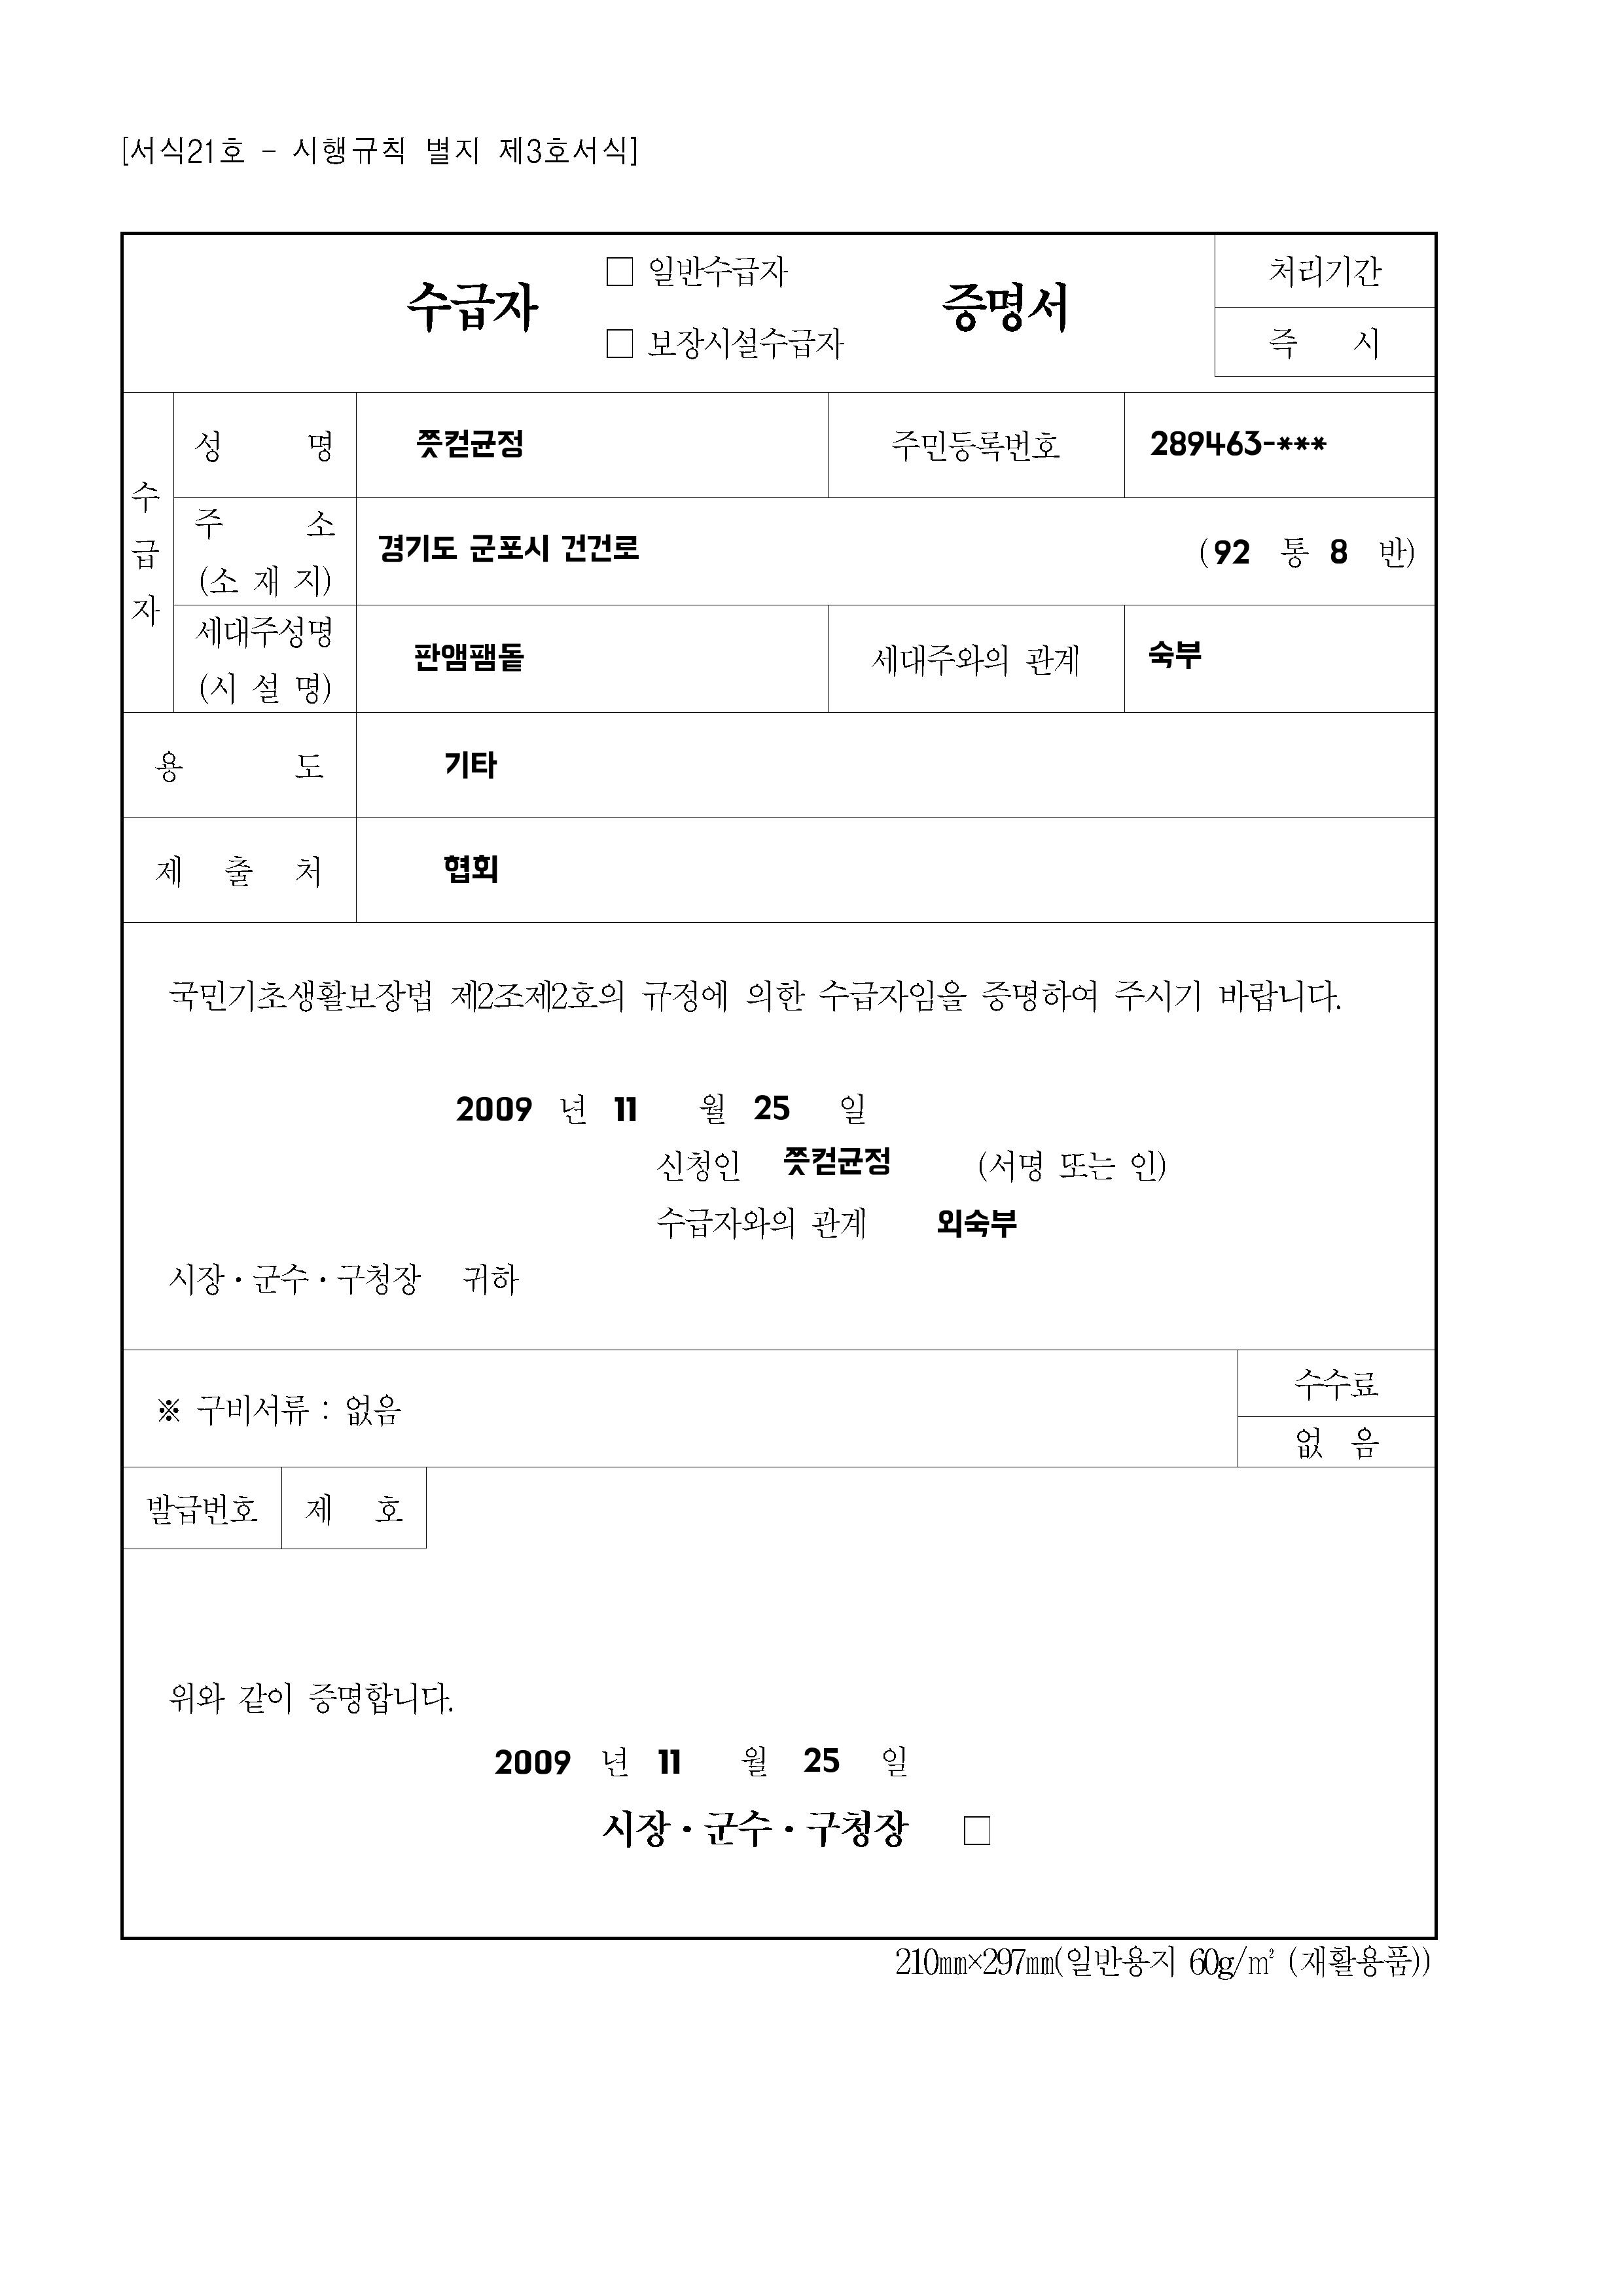 [서식21호 - 시행규칙 별지 제3호서식]
수급자 □ 일반수급자 □ 보장시설수급자 증명서
처리기간
즉 시
수급자
성 명 쯧컫균정 주민등록번호 289463-***
주 소 (소 재 지) 경기도 군포시 건건로 (92 통 8 반)
세대주성명 (시 설 명) 판앰팸돝 세대주와의 관계 숙부
용 도 기타
제 출 처 협회
국민기초생활보장법 제2조제2호의 규정에 의한 수급자임을 증명하여 주시기 바랍니다.
2009 년 11 월 25 일
신청인 쯧컫균정 (서명 또는 인)
수급자와의 관계 외숙부
시장·군수·구청장 귀하
※ 구비서류 : 없음
수수료
없 음
발급번호 제 호
위와 같이 증명합니다.
2009 년 11 월 25 일
시장·군수·구청장 □
210㎜×297㎜(일반용지 60g/㎡ (재활용품))